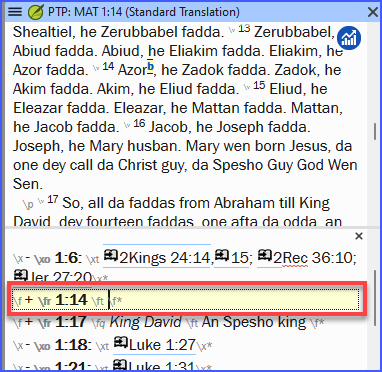 PTP: MAT 1:14 (Standard Translation)
Shealtiel, he Zerubbabel fadda. \v 13 Zerubbabel, he
Abiud fadda. Abiud, he Eliakim fadda. Eliakim, he
Azor fadda. \v 14 Azor b, he Zadok fadda. Zadok, he
Akim fadda. Akim, he Eliud fadda. \v 15 Eliud, he
Eleazar fadda. Eleazar, he Mattan fadda. Mattan,
he Jacob fadda. \v 16 Jacob, he Joseph fadda.
Joseph, he Mary husban. Mary wen born Jesus, da
one dey call da Christ guy, da Spesho Guy God Wen
Sen.
\p \v 17 So, all da faddas from Abraham till King
David, dey fourteen faddas, one afta da odda, an
\x - \xo 1:6: \xt 2Kings 24:14, 15; 2Rec 36:10;
Jer 27:20\x*
\f + \fr 1:14 \ft \f*
\f + \fr 1:17 \fq King David \ft An Spesho king \f*
\x - \xo 1:18: \xt Luke 1:27\x*
\x - \xo 1:21: \xt Luke 1:31\x*